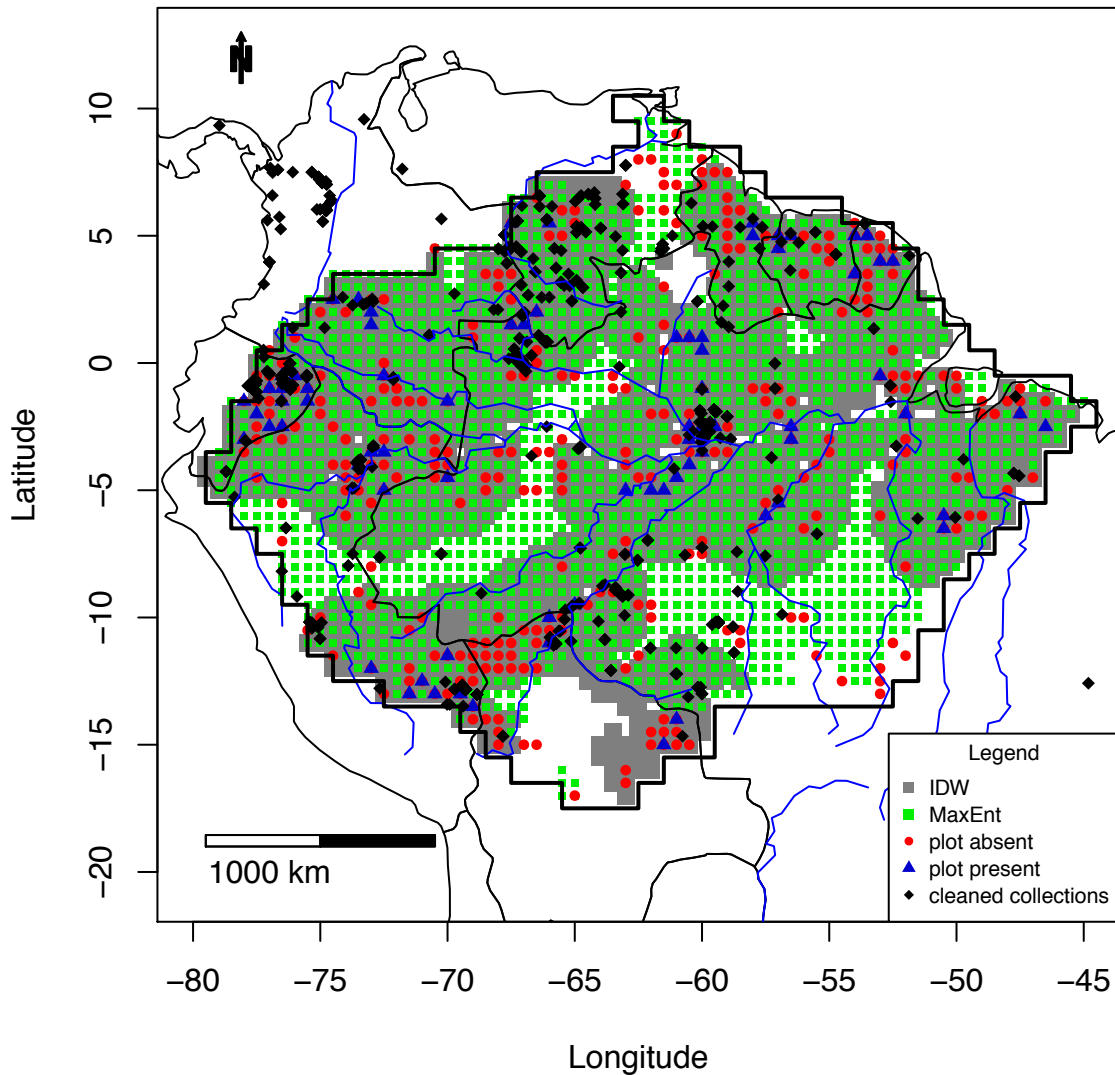 N
10
5
0
−5
−10
−15
−20
Latitude
1000 km
Legend
IDW
MaxEnt
plot absent
plot present
cleaned collections
−80 −75 −70 −65 −60 −55 −50 −45
Longitude